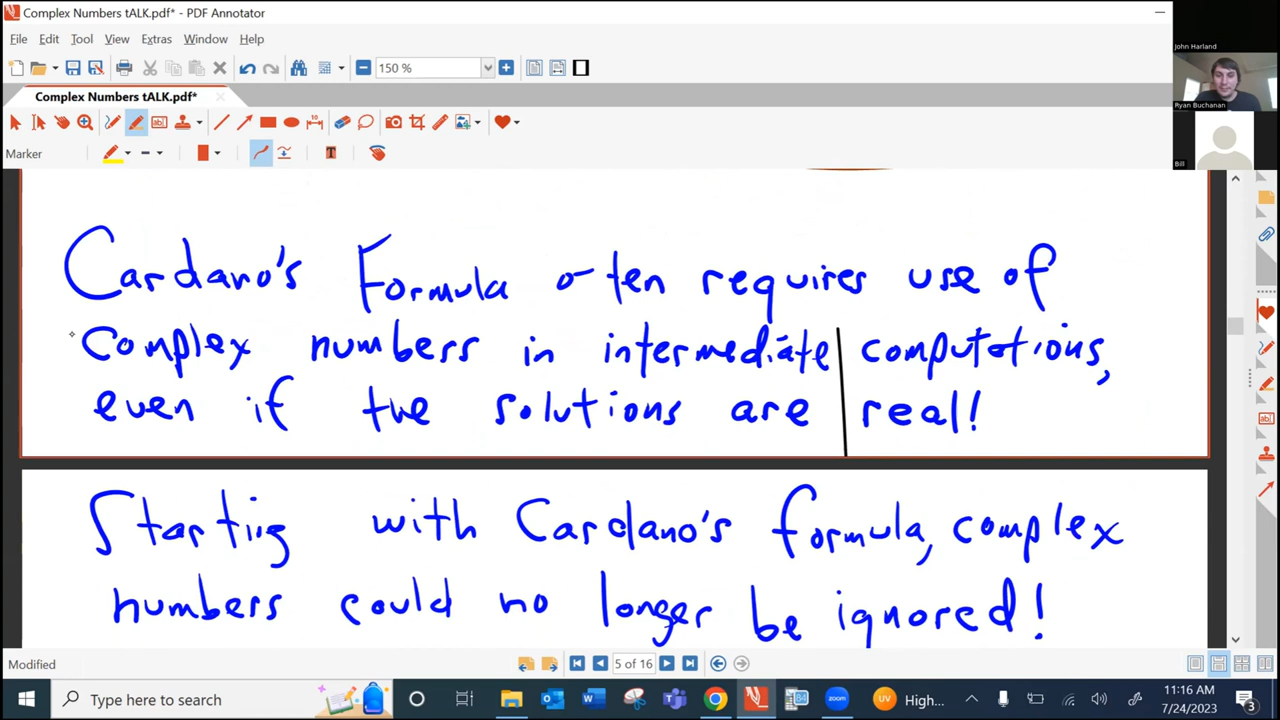 Complex Numbers tALK.pdf* - PDF Annotator
File Edit Tool View Extras Window Help
150 %
Complex Numbers tALK.pdf*
Marker
John Harland
Ryan Buchanan
Bill
Cardano's Formula often requires use of
complex numbers in intermediate computations,
even if the solutions are real!
Starting with Cardano's formula, complex
numbers could no longer be ignored!
Modified
5 of 16
Type here to search
UV
High...
11:16 AM
7/24/2023
3